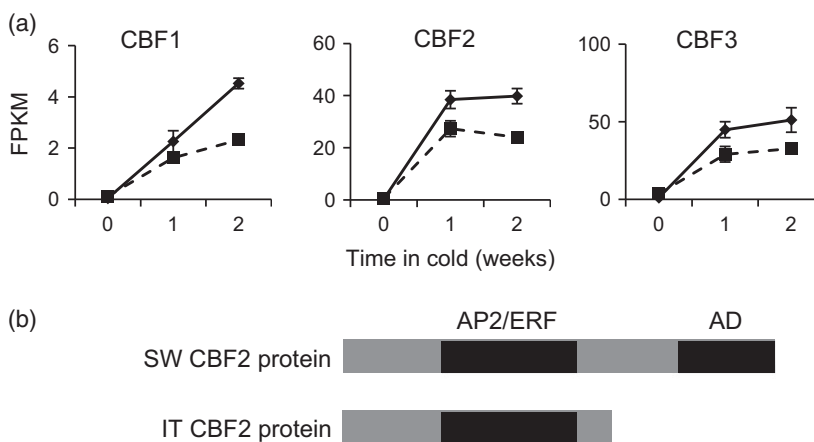 (a)
CBF1
CBF2
CBF3
FPKM
6
4
2
0
0 1 2
60
40
20
0
0 1 2
100
50
0
0 1 2
Time in cold (weeks)
(b)
AP2/ERF AD
SW CBF2 protein
IT CBF2 protein